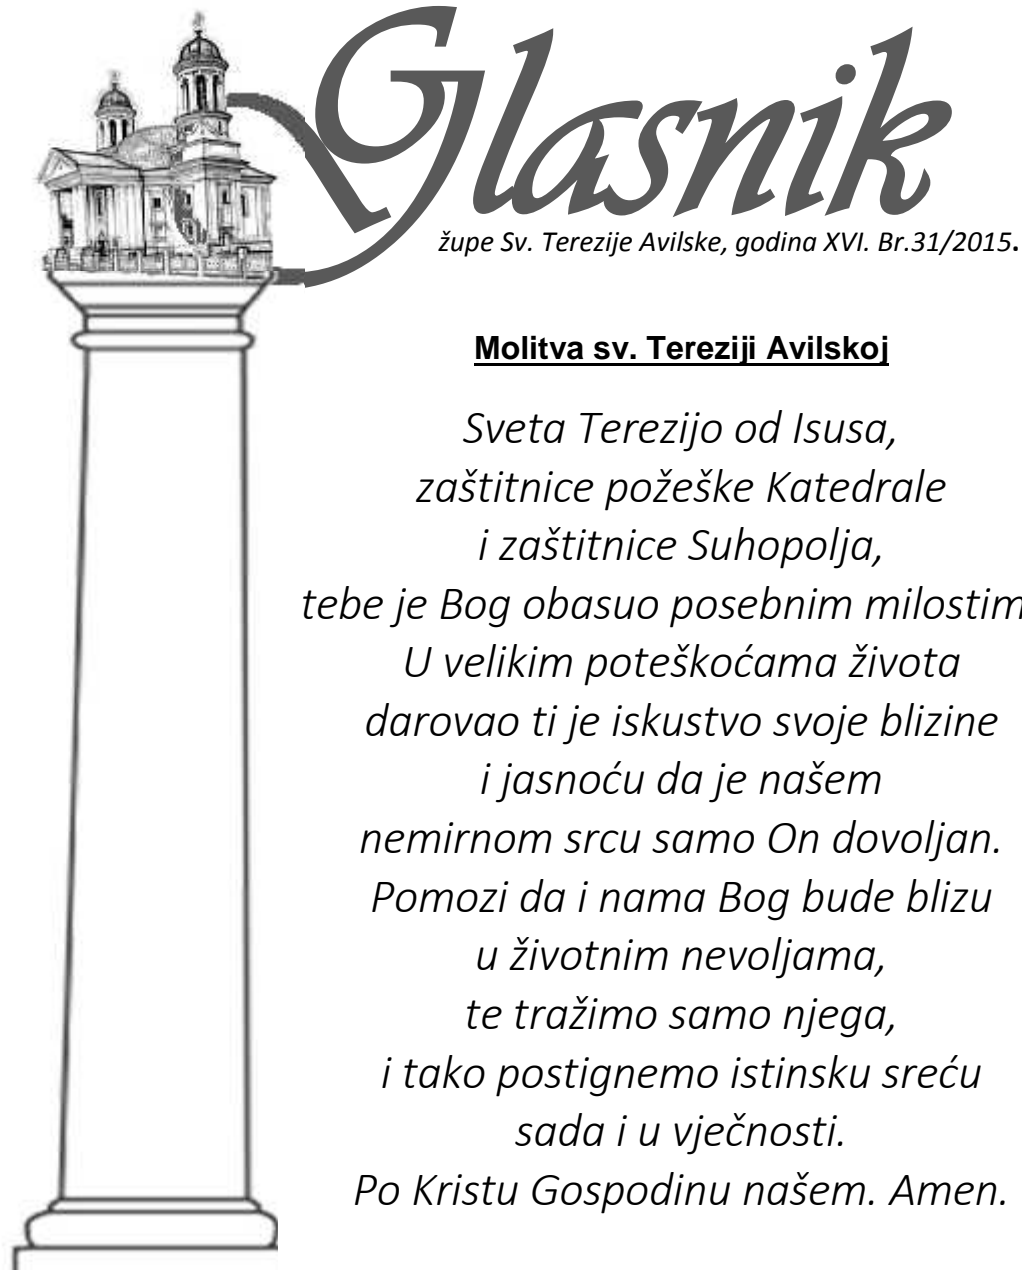 Glasnik
župe Sv. Terezije Avilske, godina XVI. Br.31/2015.
Molitva sv. Tereziji Avilskoj
Sveta Terezijo od Isusa,
zaštitnice požeške Katedrale
i zaštitnice Suhopolja,
tebe je Bog obasuo posebnim milostim
U velikim poteškoćama života
darovao ti je iskustvo svoje blizine
i jasnoću da je našem
nemirnom srcu samo On dovoljan.
Pomozi da i nama Bog bude blizu
u životnim nevoljama,
te tražimo samo njega,
i tako postignemo istinsku sreću
sada i u vječnosti.
Po Kristu Gospodinu našem. Amen.